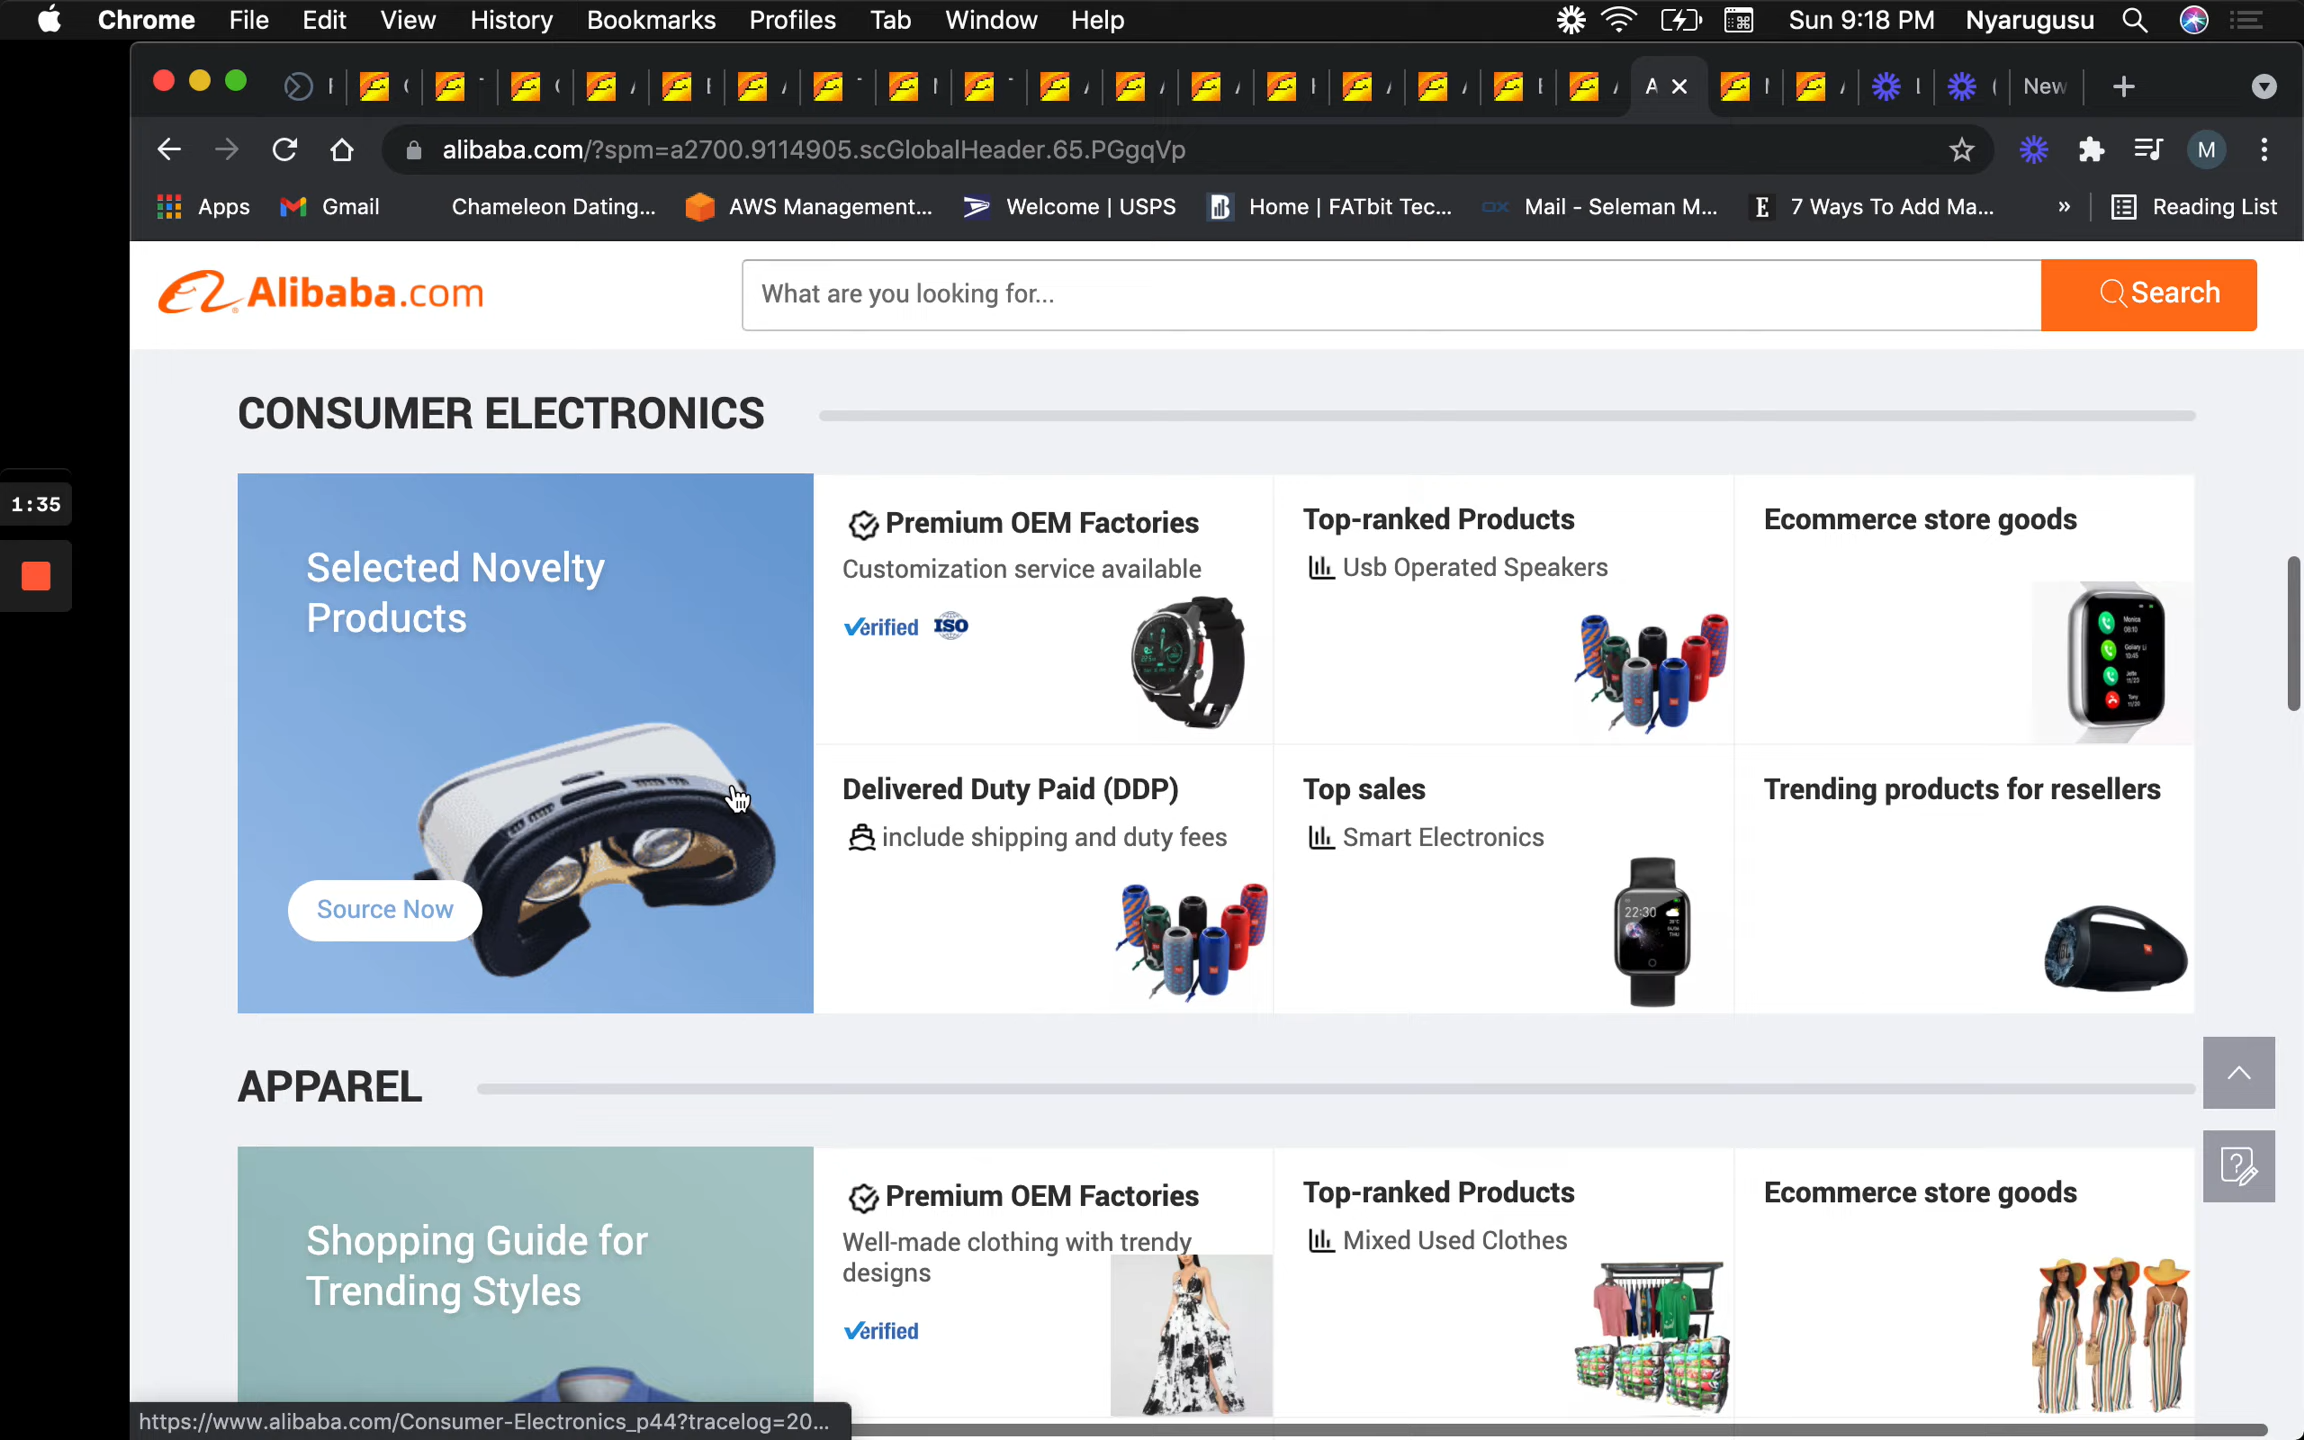 Chrome File Edit View History Bookmarks Profiles Tab Window Help Sun 9:18 PM Nyarugusu
A New
alibaba.com/?spm=a2700.9114905.scGlobalHeader.65.PGgqVp M
Apps Gmail Chameleon Dating... AWS Management... Welcome | USPS Home | FATbit Tec... Mail - Seleman M... E 7 Ways To Add Ma... » Reading List
Alibaba.com What are you looking for... Search
CONSUMER ELECTRONICS
1:35
Selected Novelty
Products
Source Now
Premium OEM Factories
Customization service available
Verified ISO
Top-ranked Products
Usb Operated Speakers
Ecommerce store goods
Delivered Duty Paid (DDP)
include shipping and duty fees
Top sales
Smart Electronics
22:30
Trending products for resellers
APPAREL
Shopping Guide for
Trending Styles
Premium OEM Factories
Well-made clothing with trendy
designs
Verified
Top-ranked Products
Mixed Used Clothes
Ecommerce store goods
https://www.alibaba.com/Consumer-Electronics_p44?tracelog=20...